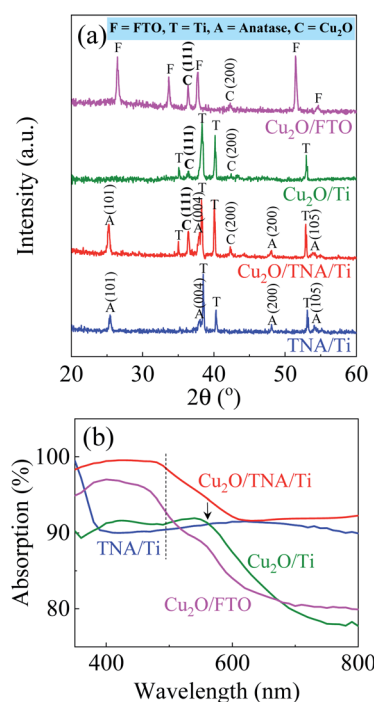 (a)
F = FTO, T = Ti, A = Anatase, C = Cu₂O
F
F
C (111)
F
C (200)
F
F
Cu₂O/FTO
T
C (111)
T
T
C (200)
T
Cu₂O/Ti
A (101)
T
C (111)
A (004)
T
T
C (200)
A (200)
T
A (105)
Cu₂O/TNA/Ti
A (101)
A (004)
T
T
A (200)
T
A (105)
TNA/Ti
Intensity (a.u.)
20 30 40 50 60
2θ (°)
(b)
100
90
80
Absorption (%)
Cu₂O/TNA/Ti
TNA/Ti
Cu₂O/Ti
Cu₂O/FTO
400 600 800
Wavelength (nm)